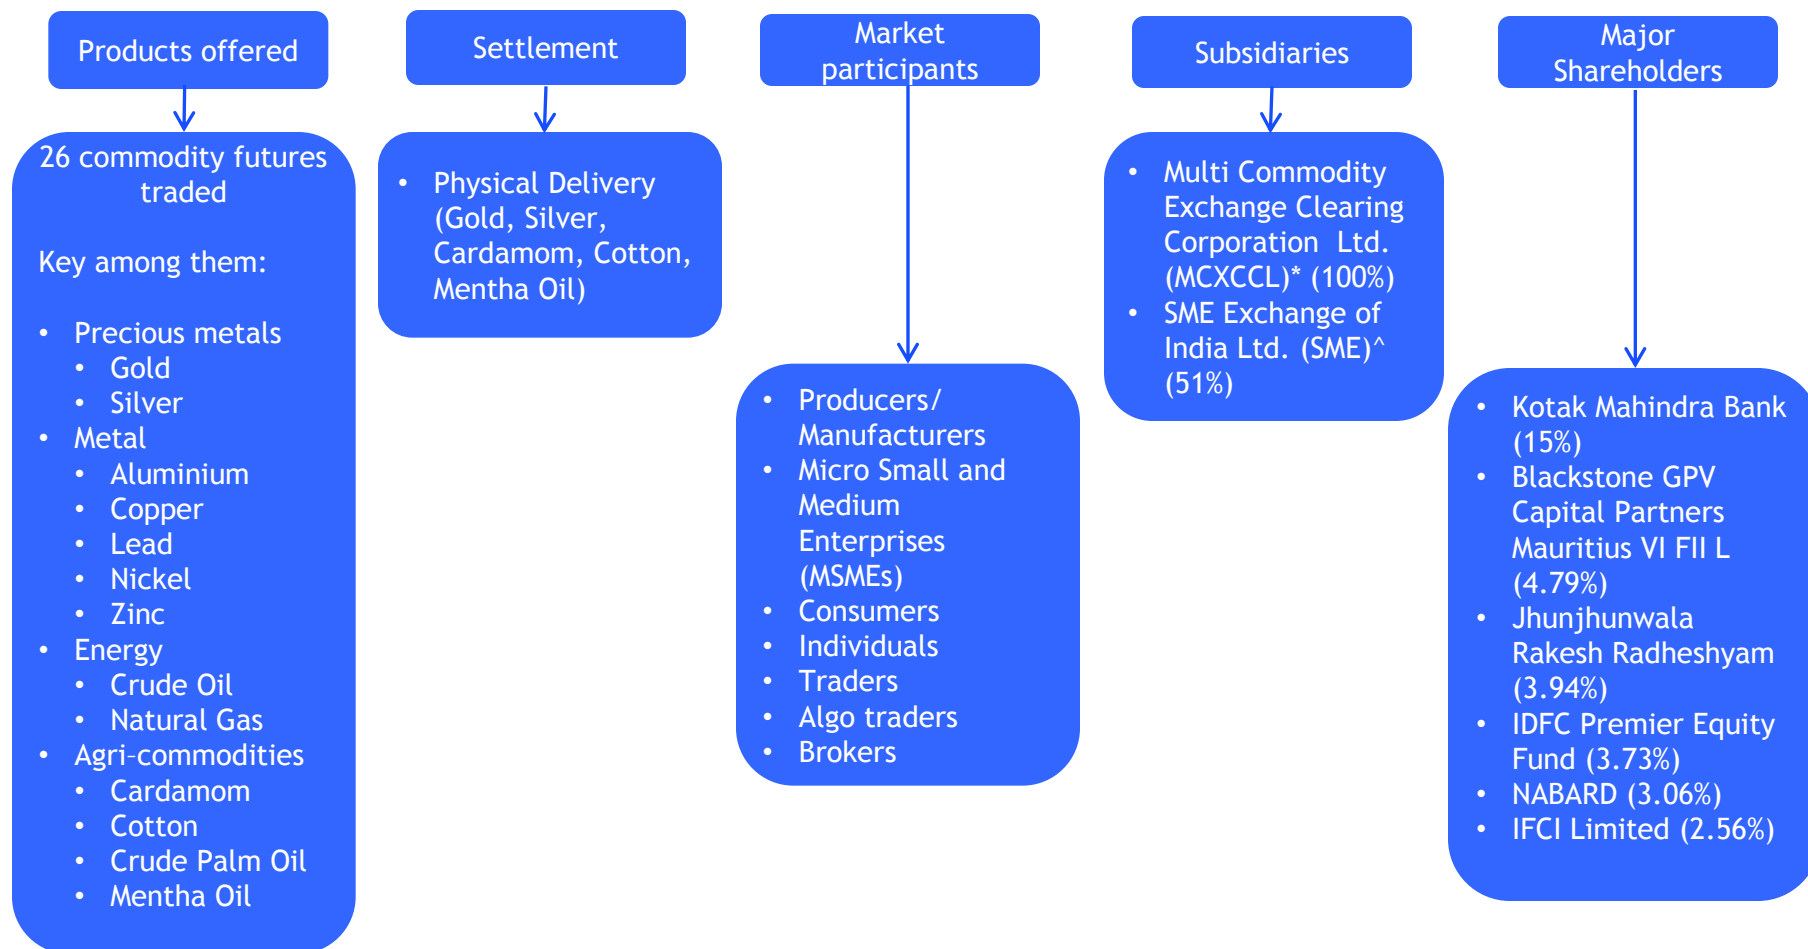 Products offered
26 commodity futures
traded
Key among them:
• Precious metals
• Gold
• Silver
• Metal
• Aluminium
• Copper
• Lead
• Nickel
• Zinc
• Energy
• Crude Oil
• Natural Gas
• Agri-commodities
• Cardamom
• Cotton
• Crude Palm Oil
• Mentha Oil
Settlement
• Physical Delivery
(Gold, Silver,
Cardamom, Cotton,
Mentha Oil)
Market
participants
• Producers/
Manufacturers
• Micro Small and
Medium
Enterprises
(MSMEs)
• Consumers
• Individuals
• Traders
• Algo traders
• Brokers
Subsidiaries
• Multi Commodity
Exchange Clearing
Corporation Ltd.
(MCXCCL)* (100%)
• SME Exchange of
India Ltd. (SME)^
(51%)
Major
Shareholders
• Kotak Mahindra Bank
(15%)
• Blackstone GPV
Capital Partners
Mauritius VI FII L
(4.79%)
• Jhunjhunwala
Rakesh Radheshyam
(3.94%)
• IDFC Premier Equity
Fund (3.73%)
• NABARD (3.06%)
• IFCI Limited (2.56%)